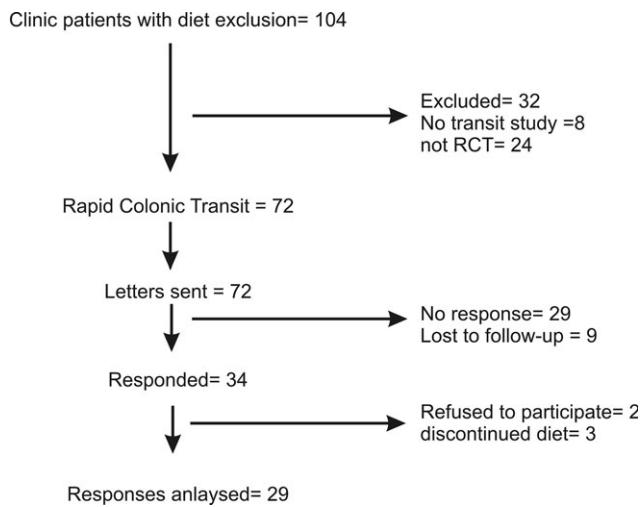 Clinic patients with diet exclusion= 104
Excluded= 32
No transit study =8
not RCT= 24
Rapid Colonic Transit = 72
Letters sent = 72
No response= 29
Lost to follow-up = 9
Responded= 34
Refused to participate= 2
discontinued diet= 3
Responses anlaysed= 29